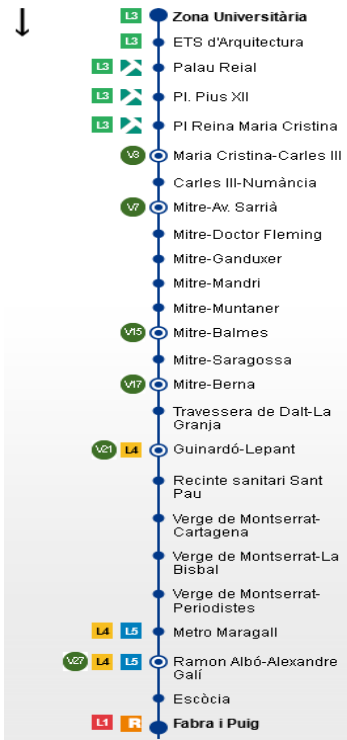 L3 Zona Universitària
L3 ETS d'Arquitectura
L3 Palau Reial
L3 Pl. Pius XII
L3 Pl Reina Maria Cristina
V3 Maria Cristina-Carles III
Carles III-Numància
V7 Mitre-Av. Sarrià
Mitre-Doctor Fleming
Mitre-Ganduxer
Mitre-Mandri
Mitre-Muntaner
V15 Mitre-Balmes
Mitre-Saragossa
V17 Mitre-Berna
Travessera de Dalt-La
Granja
V21 L4 Guinardó-Lepant
Recinte sanitari Sant
Pau
Verge de Montserrat-
Cartagena
Verge de Montserrat-La
Bisbal
Verge de Montserrat-
Periodistes
L4 L5 Metro Maragall
V27 L4 L5 Ramon Albó-Alexandre
Galí
Escòcia
L1 R Fabra i Puig